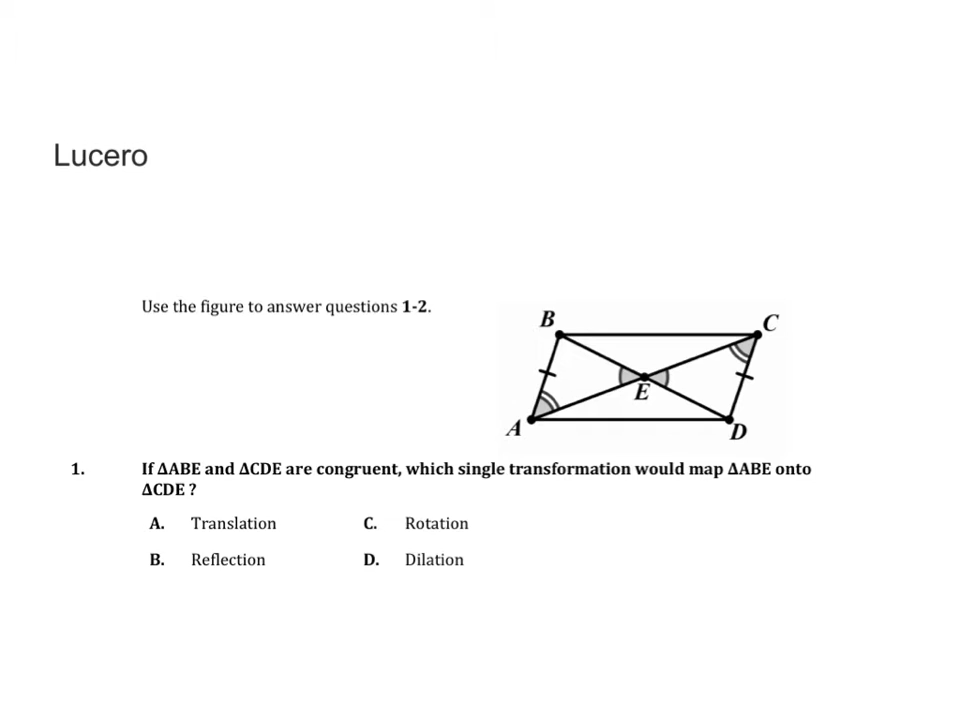 Lucero
Use the figure to answer questions 1-2.
B
C
E
A
D
1. If ΔABE and ΔCDE are congruent, which single transformation would map ΔABE onto
ΔCDE ?
A. Translation C. Rotation
B. Reflection D. Dilation